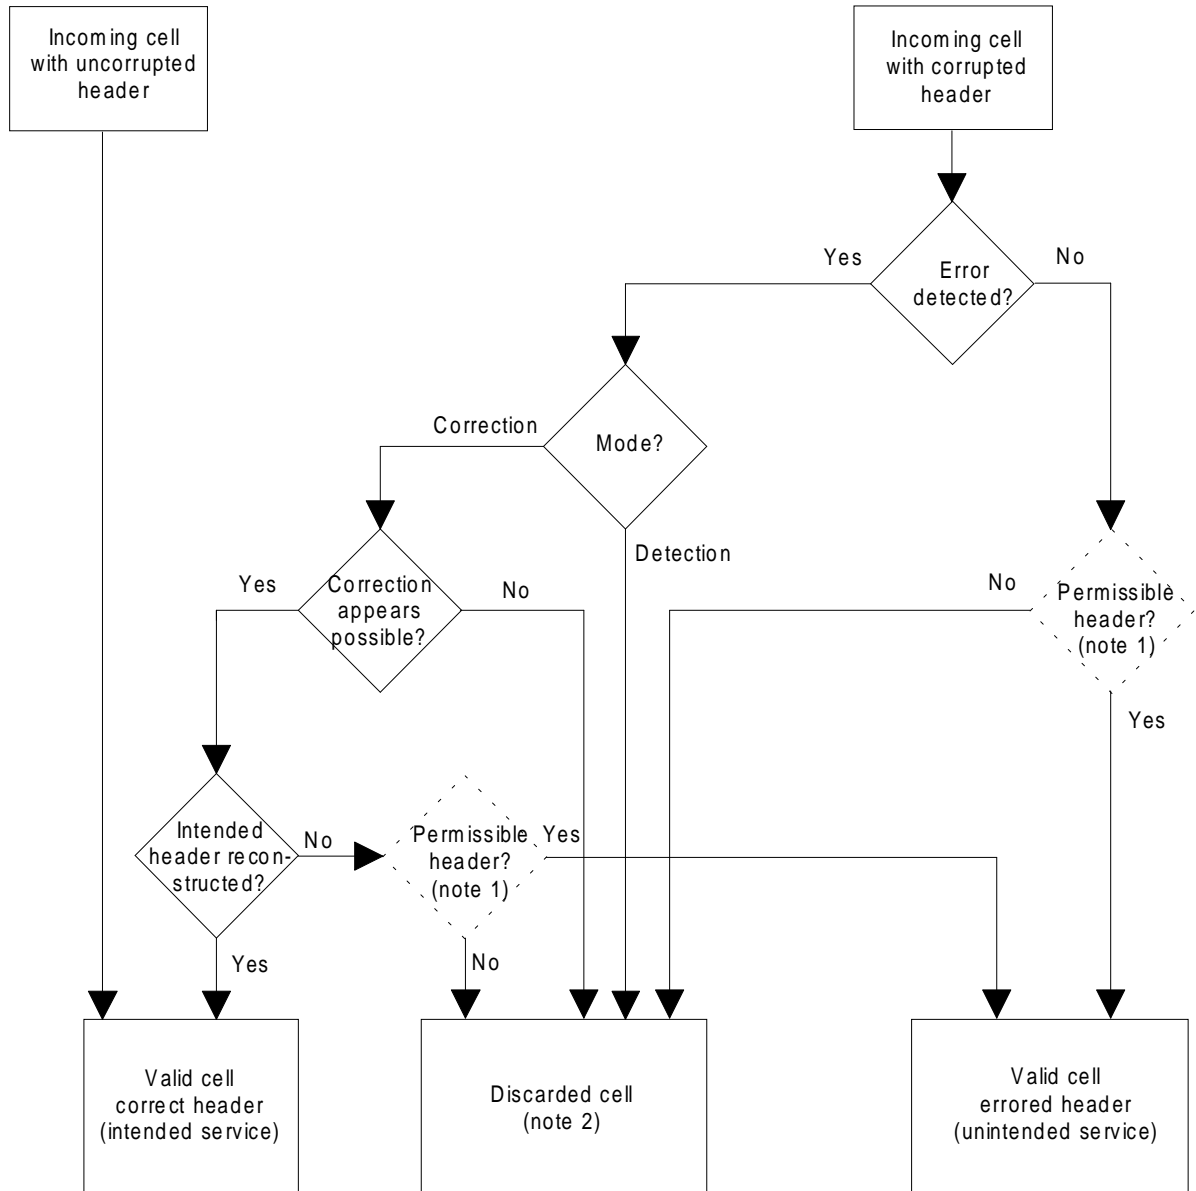 Incoming cell
with uncorrupted
header
Incoming cell
with corrupted
header
Yes
No
Error
detected?
Correction
Mode?
Detection
Yes
Correction
appears
possible?
No
No
Permissible
header?
(note 1)
Yes
Intended
header recon-
structed?
No
Permissible
header?
(note 1)
Yes
Yes
No
Valid cell
correct header
(intended service)
Discarded cell
(note 2)
Valid cell
errored header
(unintended service)